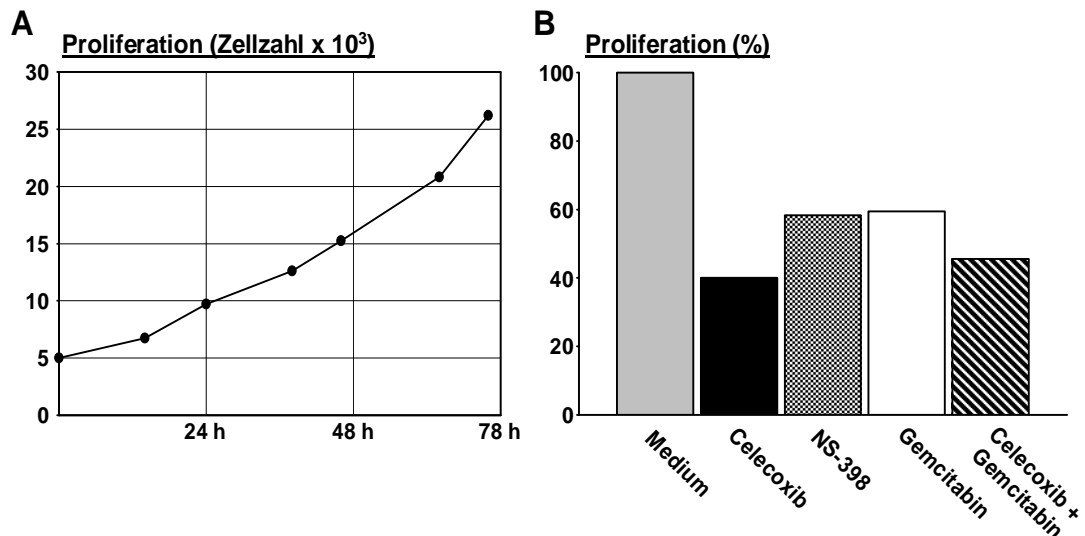 A
Proliferation (Zellzahl x 10³)
30
25
20
15
10
5
0
24 h
48 h
78 h
B
Proliferation (%)
100
80
60
40
20
0
Medium
Celecoxib
NS-398
Gemcitabin
Celecoxib +
Gemcitabin